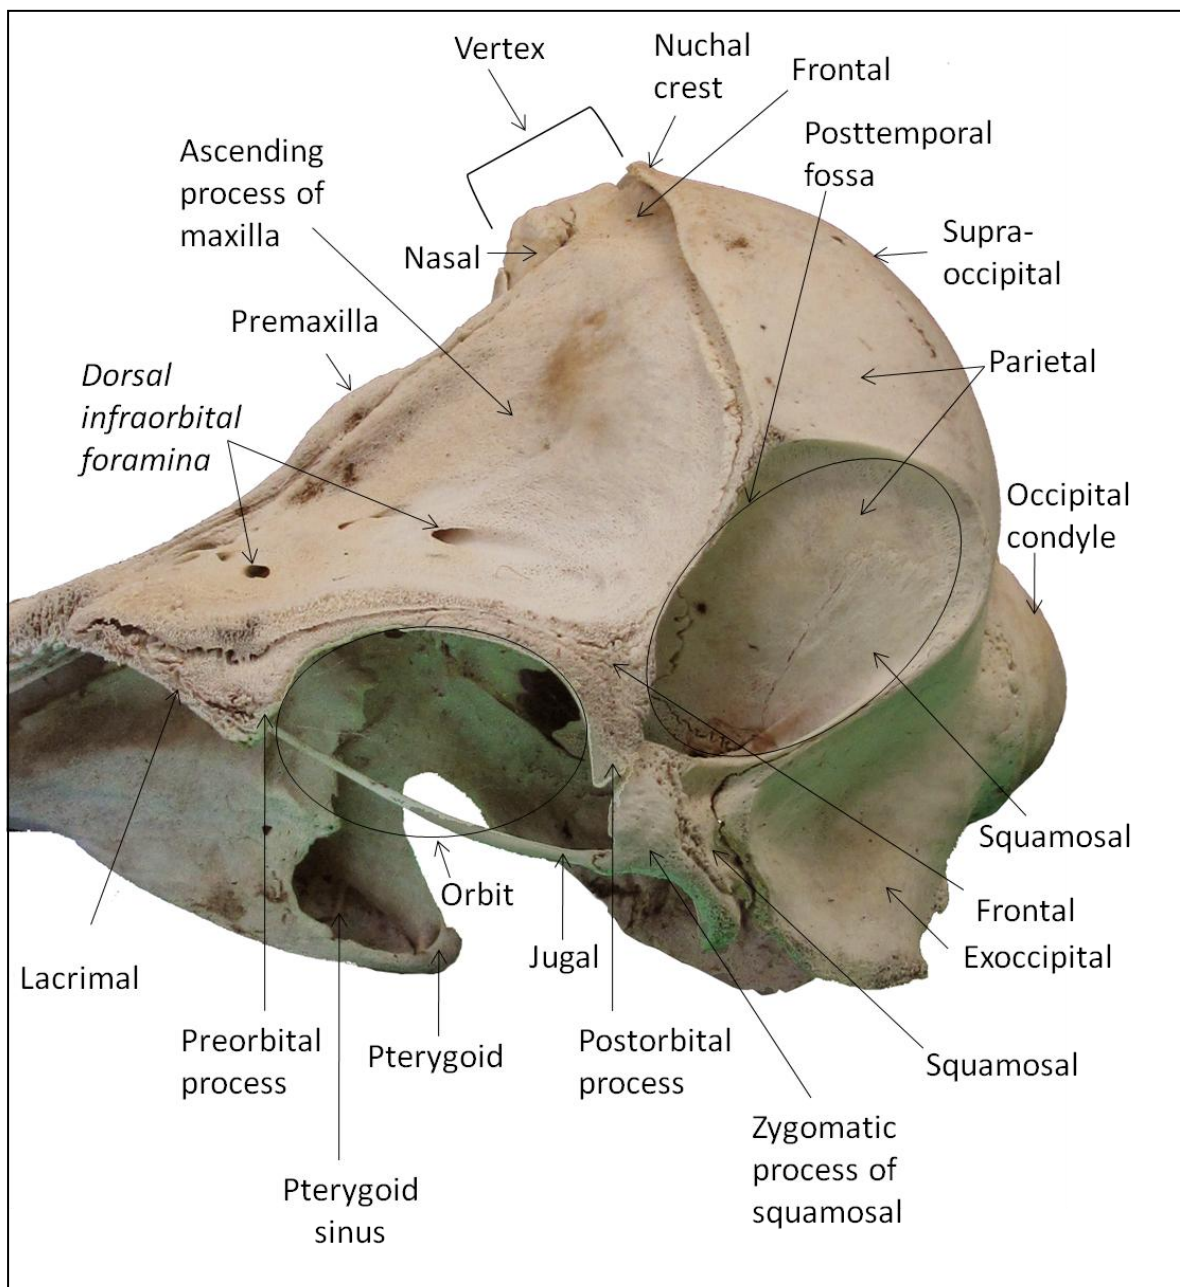 Vertex
Nuchal
crest
Frontal
Posttemporal
fossa
Ascending
process of
maxilla
Nasal
Supra-
occipital
Premaxilla
Parietal
Dorsal
infraorbital
foramina
Occipital
condyle
Squamosal
Orbit
Frontal
Jugal
Exoccipital
Lacrimal
Preorbital
process
Pterygoid
Postorbital
process
Squamosal
Zygomatic
process of
squamosal
Pterygoid
sinus